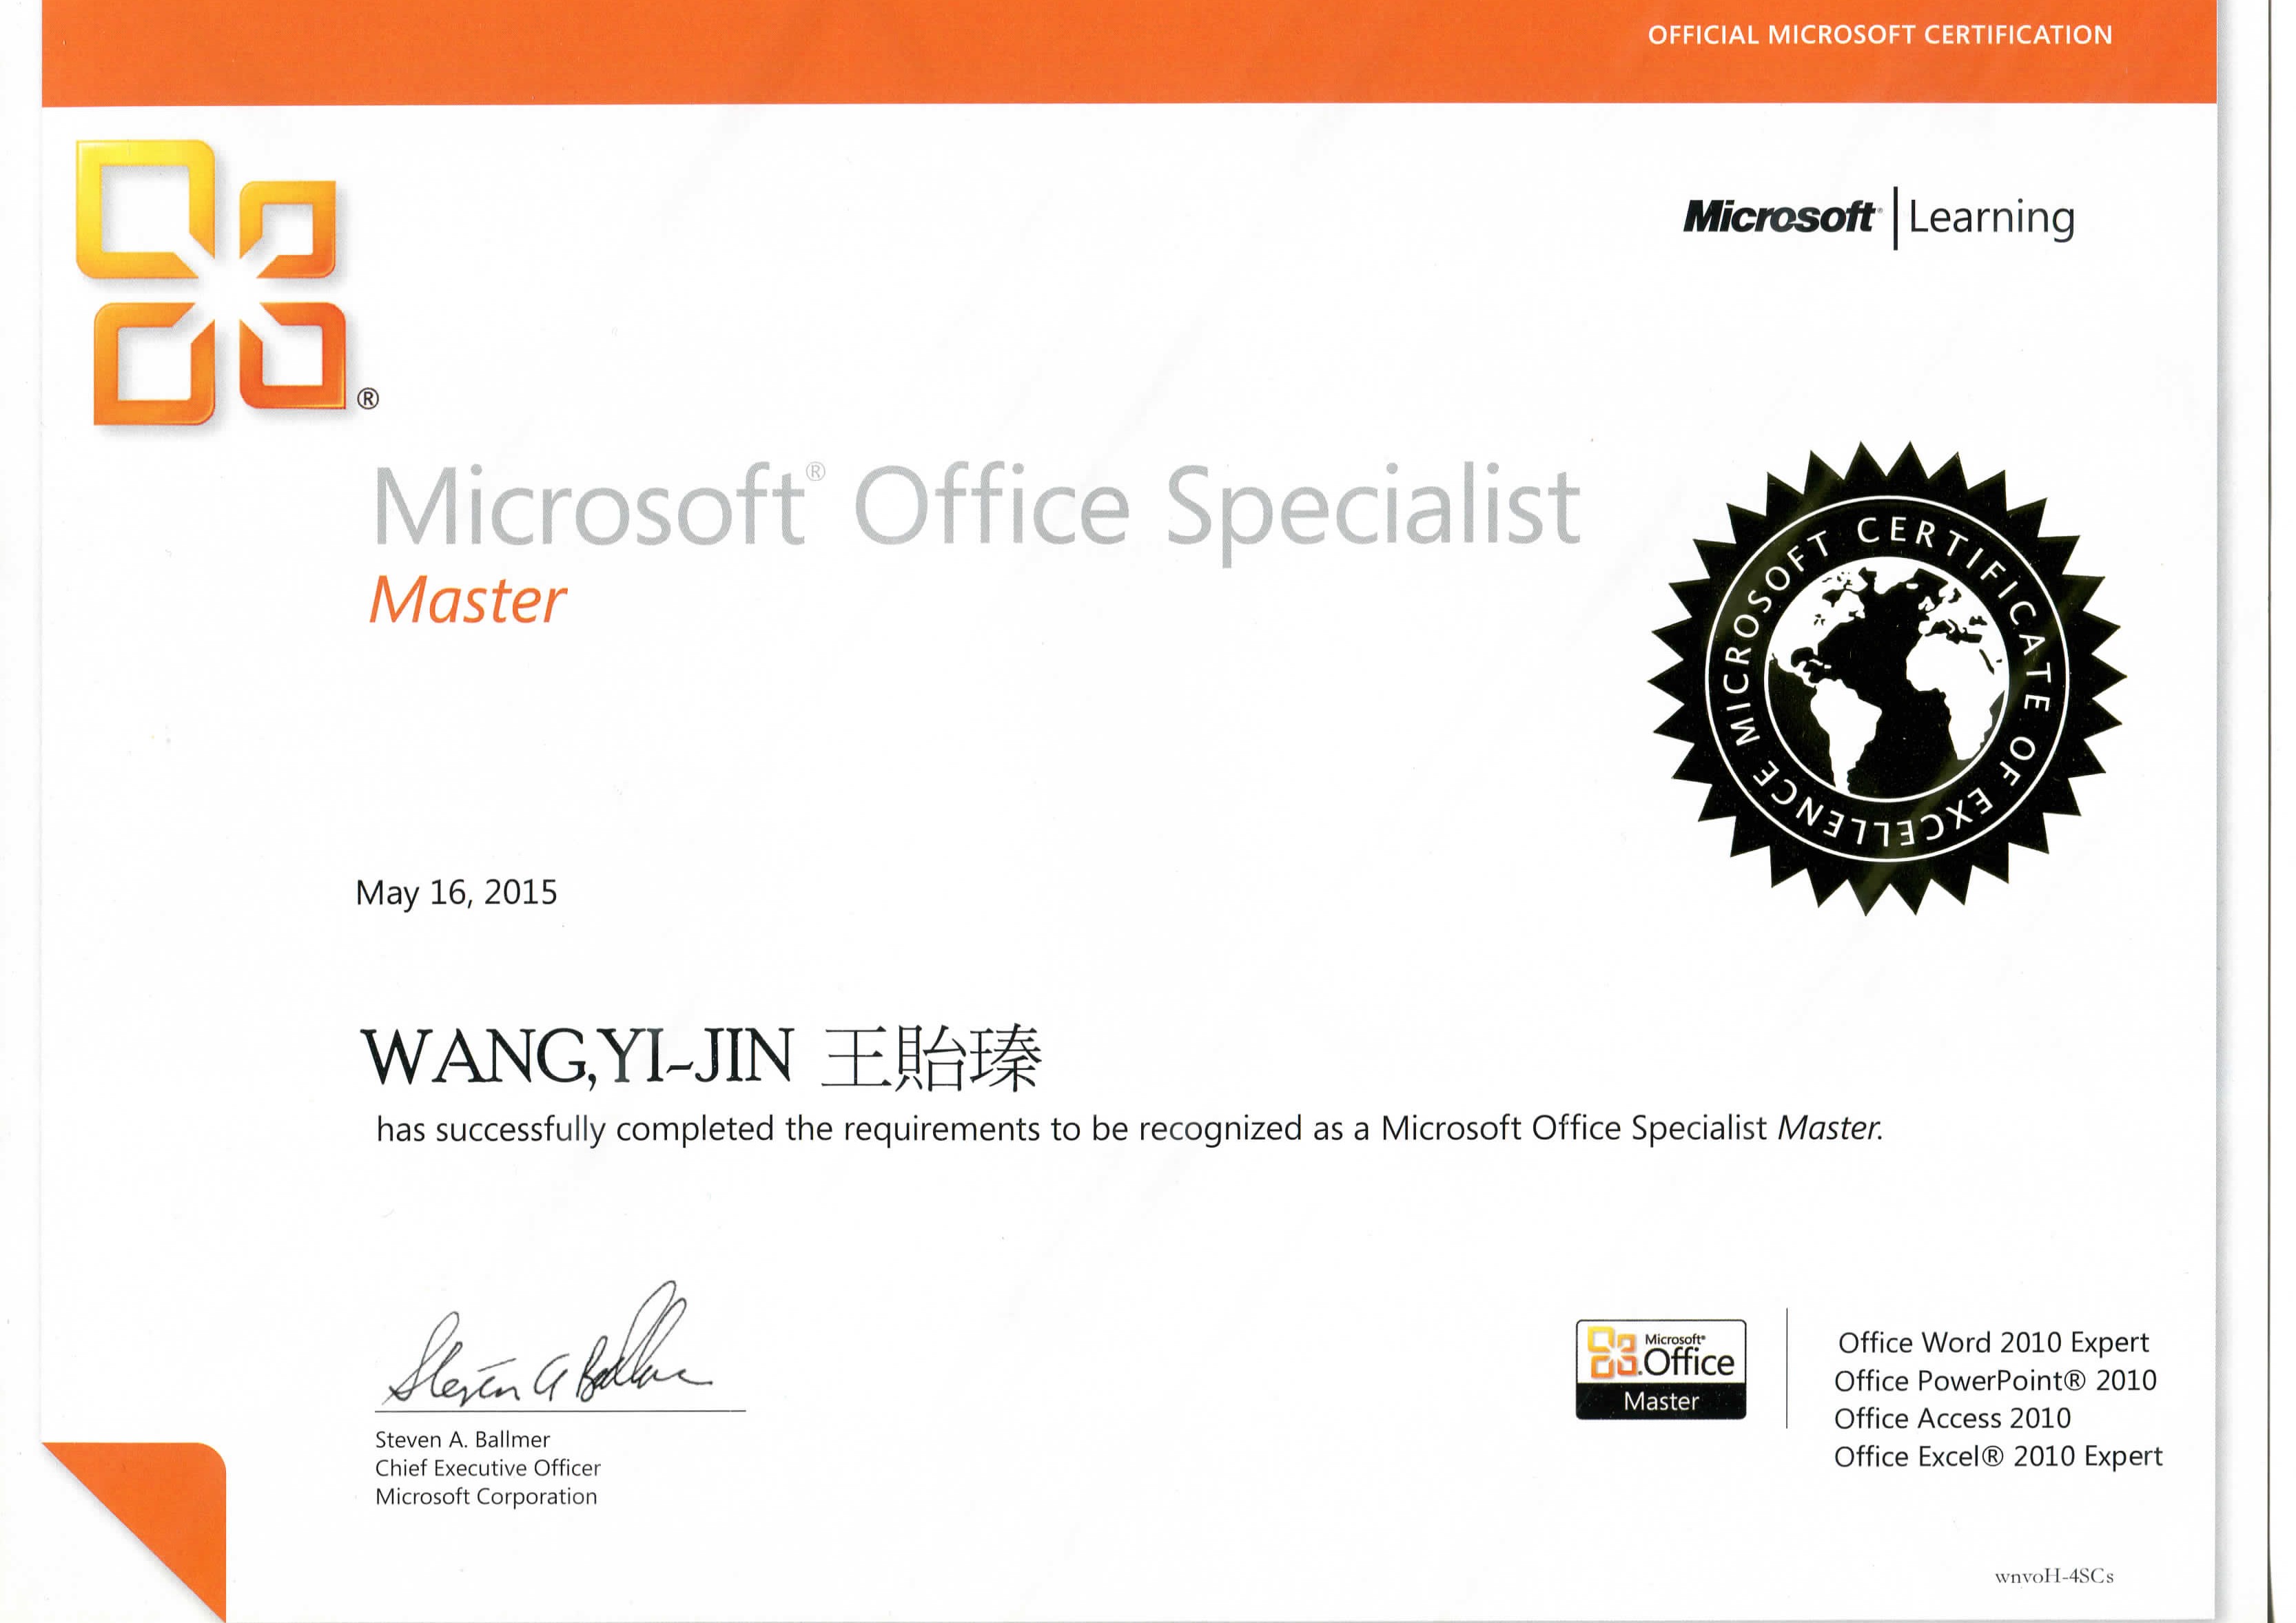 OFFICIAL MICROSOFT CERTIFICATION
Microsoft® | Learning
®
Microsoft® Office Specialist
Master
MICROSOFT CERTIFICATE OF EXCELLENCE
May 16, 2015
WANG,YI-JIN 王貽瑧
has successfully completed the requirements to be recognized as a Microsoft Office Specialist Master.
Steven A Ballmer
Steven A. Ballmer
Chief Executive Officer
Microsoft Corporation
Microsoft®
Office
Master
Office Word 2010 Expert
Office PowerPoint® 2010
Office Access 2010
Office Excel® 2010 Expert
wnvoH-4SCs